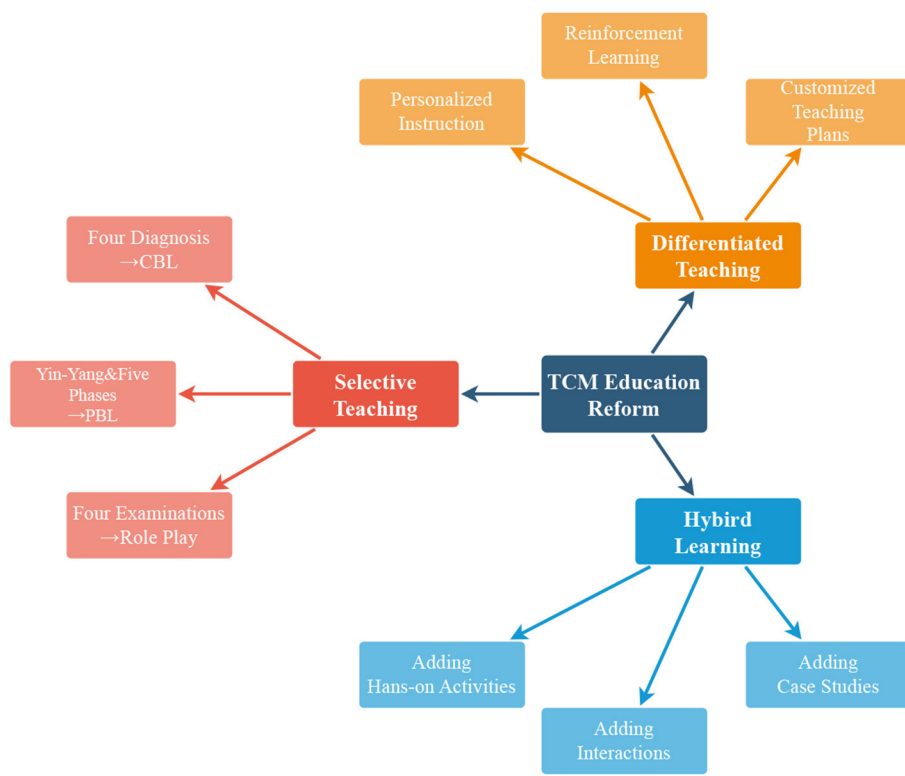 Reinforcement
Learning
Personalized
Instruction
Customized
Teaching
Plans
Differentiated
Teaching
Four Diagnosis
→CBL
Yin-Yang&Five
Phases
→PBL
Four Examinations
→Role Play
Selective
Teaching
TCM Education
Reform
Hybird
Learning
Adding
Hans-on Activities
Adding
Interactions
Adding
Case Studies